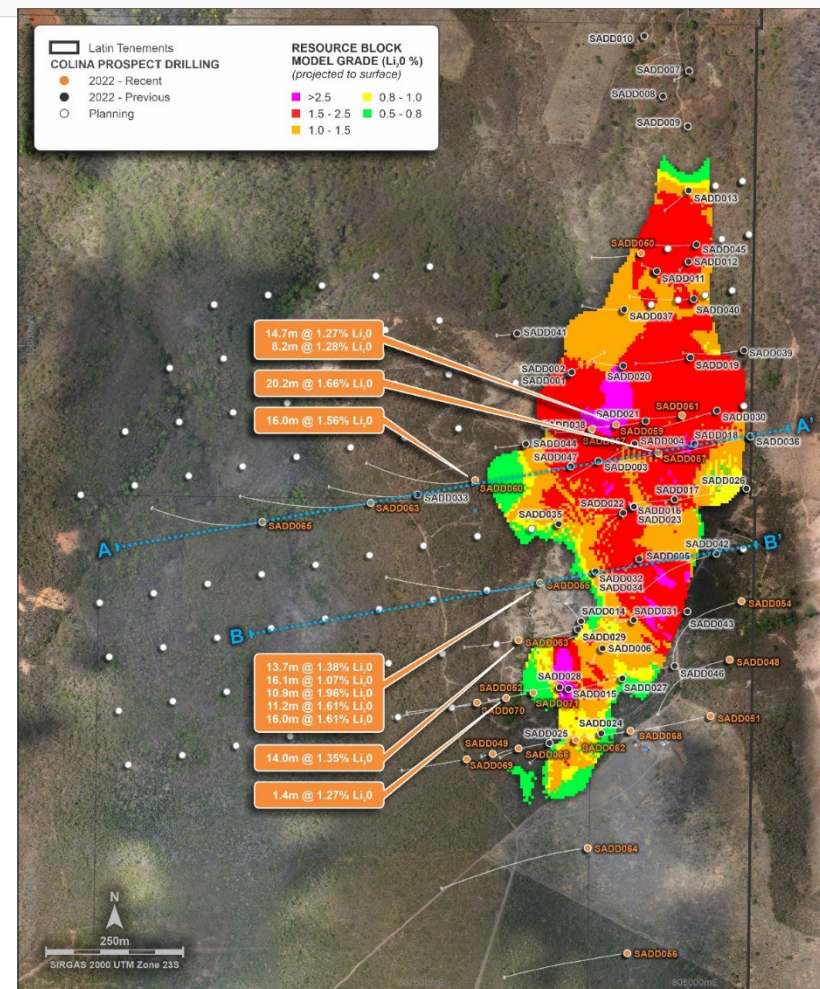 Latin Tenements
COLINA PROSPECT DRILLING
2022 - Recent
2022 - Previous
Planning
RESOURCE BLOCK
MODEL GRADE (Li₂0 %)
(projected to surface)
>2.5
1.5 - 2.5
1.0 - 1.5
0.8 - 1.0
0.5 - 0.8
SADD010
SADD007
SADD008
SADD009
SADD013
SADD050
SADD045
SADD012
SADD011
SADD040
SADD037
SADD041
SADD039
SADD002
SADD001
SADD020
SADD019
14.7m @ 1.27% Li₂0
8.2m @ 1.28% Li₂0
20.2m @ 1.66% Li₂0
16.0m @ 1.56% Li₂0
SADD021
SADD061
SADD030
SADD038
SADD059
SADD044
SADD004
SADD018
SADD036
A'
SADD047
SADD003
SADD057
SADD060
SADD033
SADD063
SADD065
SADD017
SADD026
SADD022
SADD016
SADD023
SADD035
A
SADD042
B'
SADD005
SADD032
SADD034
SADD055
SADD054
B
SADD014
SADD031
SADD043
SADD029
SADD053
SADD006
SADD048
SADD046
13.7m @ 1.38% Li₂0
16.1m @ 1.07% Li₂0
10.9m @ 1.96% Li₂0
11.2m @ 1.61% Li₂0
16.0m @ 1.61% Li₂0
14.0m @ 1.35% Li₂0
1.4m @ 1.27% Li₂0
SADD052
SADD028
SADD027
SADD071
SADD015
SADD070
SADD051
SADD024
SADD068
SADD025
SADD062
SADD049
SADD066
SADD069
SADD064
SADD056
N
250m
SIRGAS 2000 UTM Zone 23S
808000mE